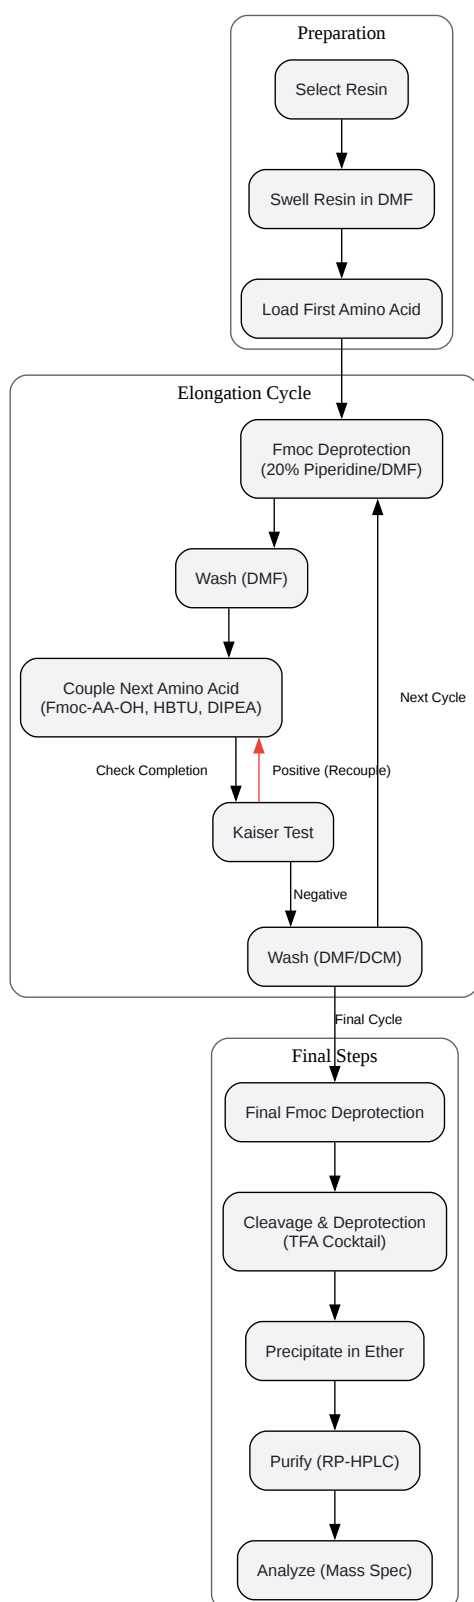 Preparation
Select Resin
Swell Resin in DMF
Load First Amino Acid
Elongation Cycle
Fmoc Deprotection
(20% Piperidine/DMF)
Wash (DMF)
Couple Next Amino Acid
(Fmoc-AA-OH, HBTU, DIPEA)
Next Cycle
Check Completion
Positive (Recouple)
Kaiser Test
Negative
Wash (DMF/DCM)
Final Cycle
Final Steps
Final Fmoc Deprotection
Cleavage & Deprotection
(TFA Cocktail)
Precipitate in Ether
Purify (RP-HPLC)
Analyze (Mass Spec)